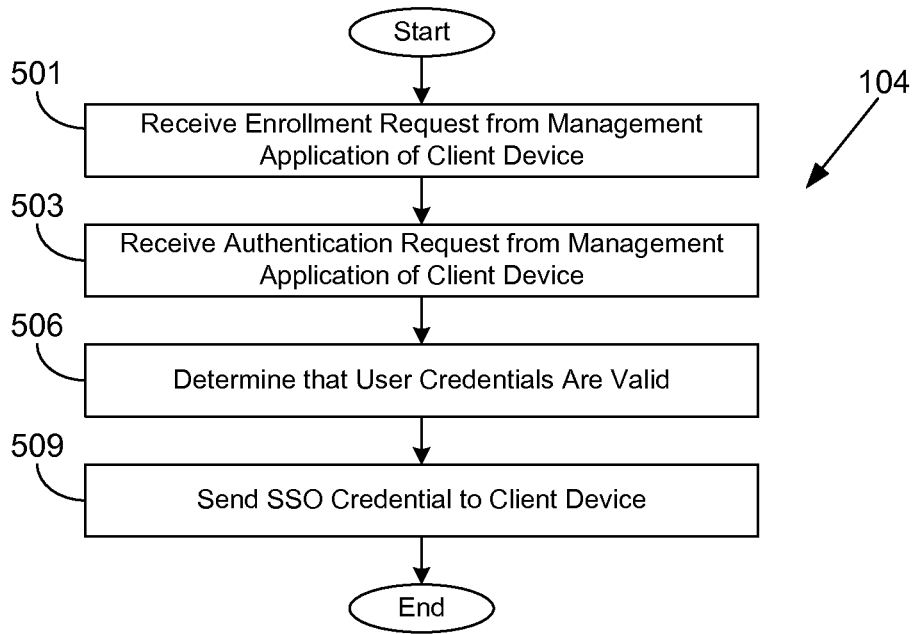 Start
501
104
Receive Enrollment Request from Management
Application of Client Device
503
Receive Authentication Request from Management
Application of Client Device
506
Determine that User Credentials Are Valid
509
Send SSO Credential to Client Device
End